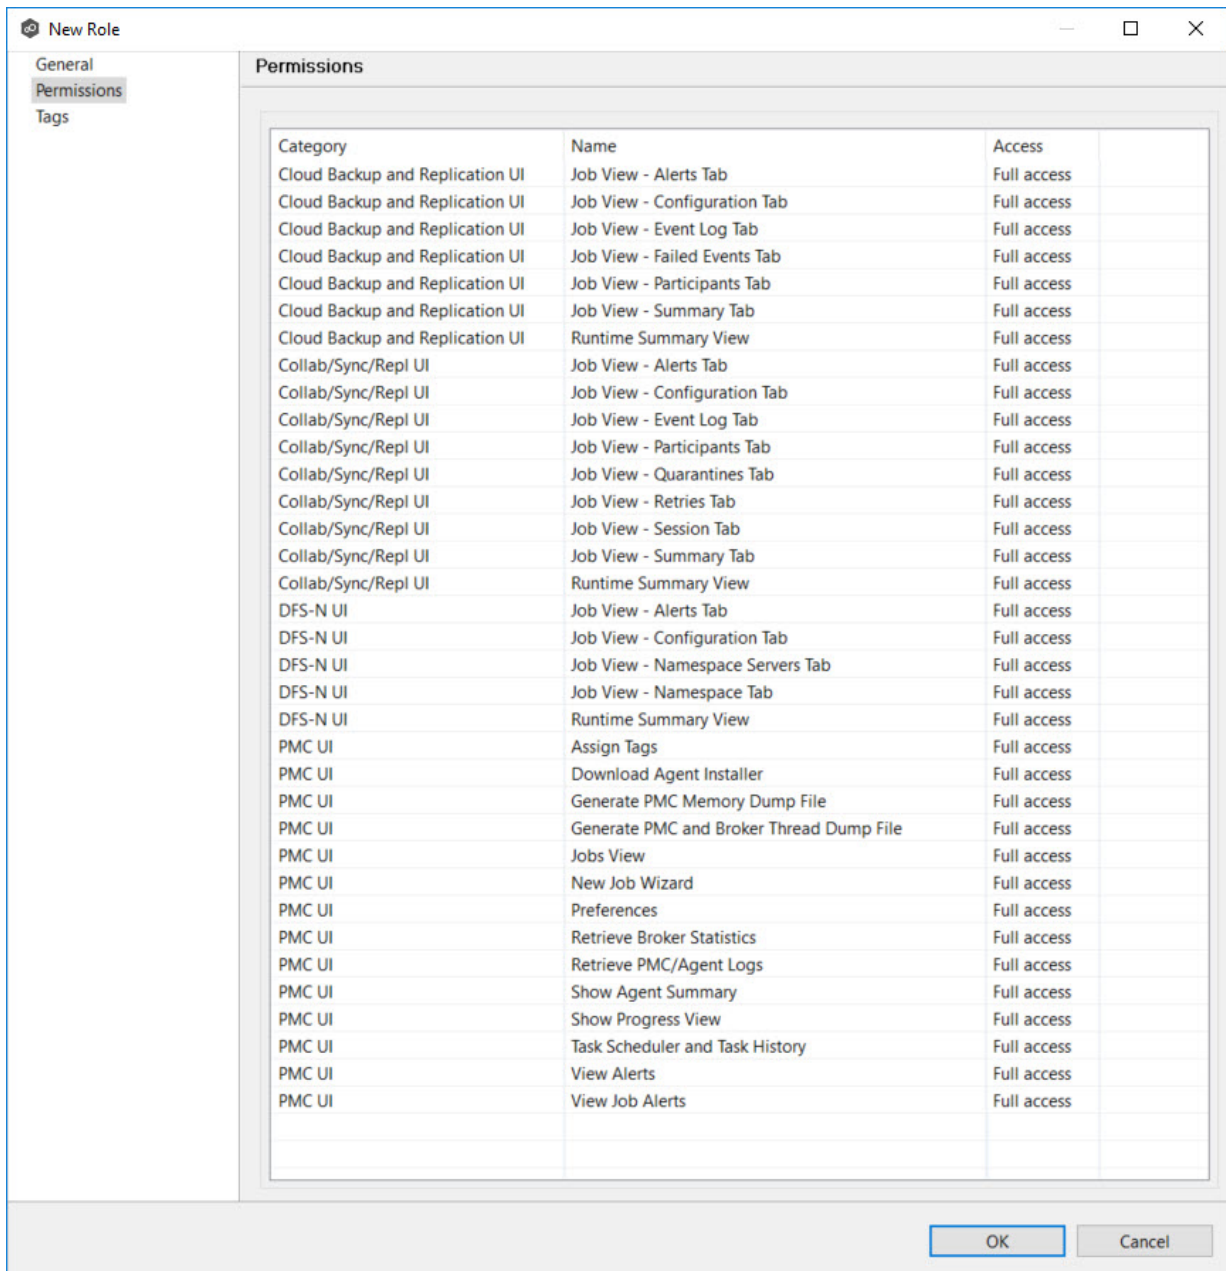 New Role
General
Permissions
Tags
Permissions
Category Name Access
Cloud Backup and Replication UI Job View - Alerts Tab Full access
Cloud Backup and Replication UI Job View - Configuration Tab Full access
Cloud Backup and Replication UI Job View - Event Log Tab Full access
Cloud Backup and Replication UI Job View - Failed Events Tab Full access
Cloud Backup and Replication UI Job View - Participants Tab Full access
Cloud Backup and Replication UI Job View - Summary Tab Full access
Cloud Backup and Replication UI Runtime Summary View Full access
Collab/Sync/Repl UI Job View - Alerts Tab Full access
Collab/Sync/Repl UI Job View - Configuration Tab Full access
Collab/Sync/Repl UI Job View - Event Log Tab Full access
Collab/Sync/Repl UI Job View - Participants Tab Full access
Collab/Sync/Repl UI Job View - Quarantines Tab Full access
Collab/Sync/Repl UI Job View - Retries Tab Full access
Collab/Sync/Repl UI Job View - Session Tab Full access
Collab/Sync/Repl UI Job View - Summary Tab Full access
Collab/Sync/Repl UI Runtime Summary View Full access
DFS-N UI Job View - Alerts Tab Full access
DFS-N UI Job View - Configuration Tab Full access
DFS-N UI Job View - Namespace Servers Tab Full access
DFS-N UI Job View - Namespace Tab Full access
DFS-N UI Runtime Summary View Full access
PMC UI Assign Tags Full access
PMC UI Download Agent Installer Full access
PMC UI Generate PMC Memory Dump File Full access
PMC UI Generate PMC and Broker Thread Dump File Full access
PMC UI Jobs View Full access
PMC UI New Job Wizard Full access
PMC UI Preferences Full access
PMC UI Retrieve Broker Statistics Full access
PMC UI Retrieve PMC/Agent Logs Full access
PMC UI Show Agent Summary Full access
PMC UI Show Progress View Full access
PMC UI Task Scheduler and Task History Full access
PMC UI View Alerts Full access
PMC UI View Job Alerts Full access
OK Cancel